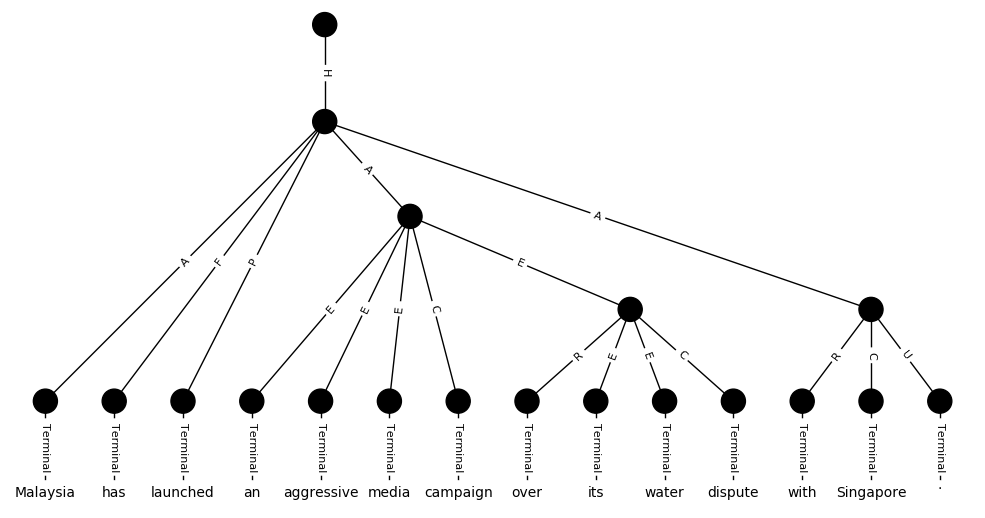 H
A
A
A F P
E
E E E C
R E E C R C U
Terminal Terminal Terminal Terminal Terminal Terminal Terminal Terminal Terminal Terminal Terminal Terminal Terminal Terminal
Malaysia has launched an aggressive media campaign over its water dispute with Singapore .